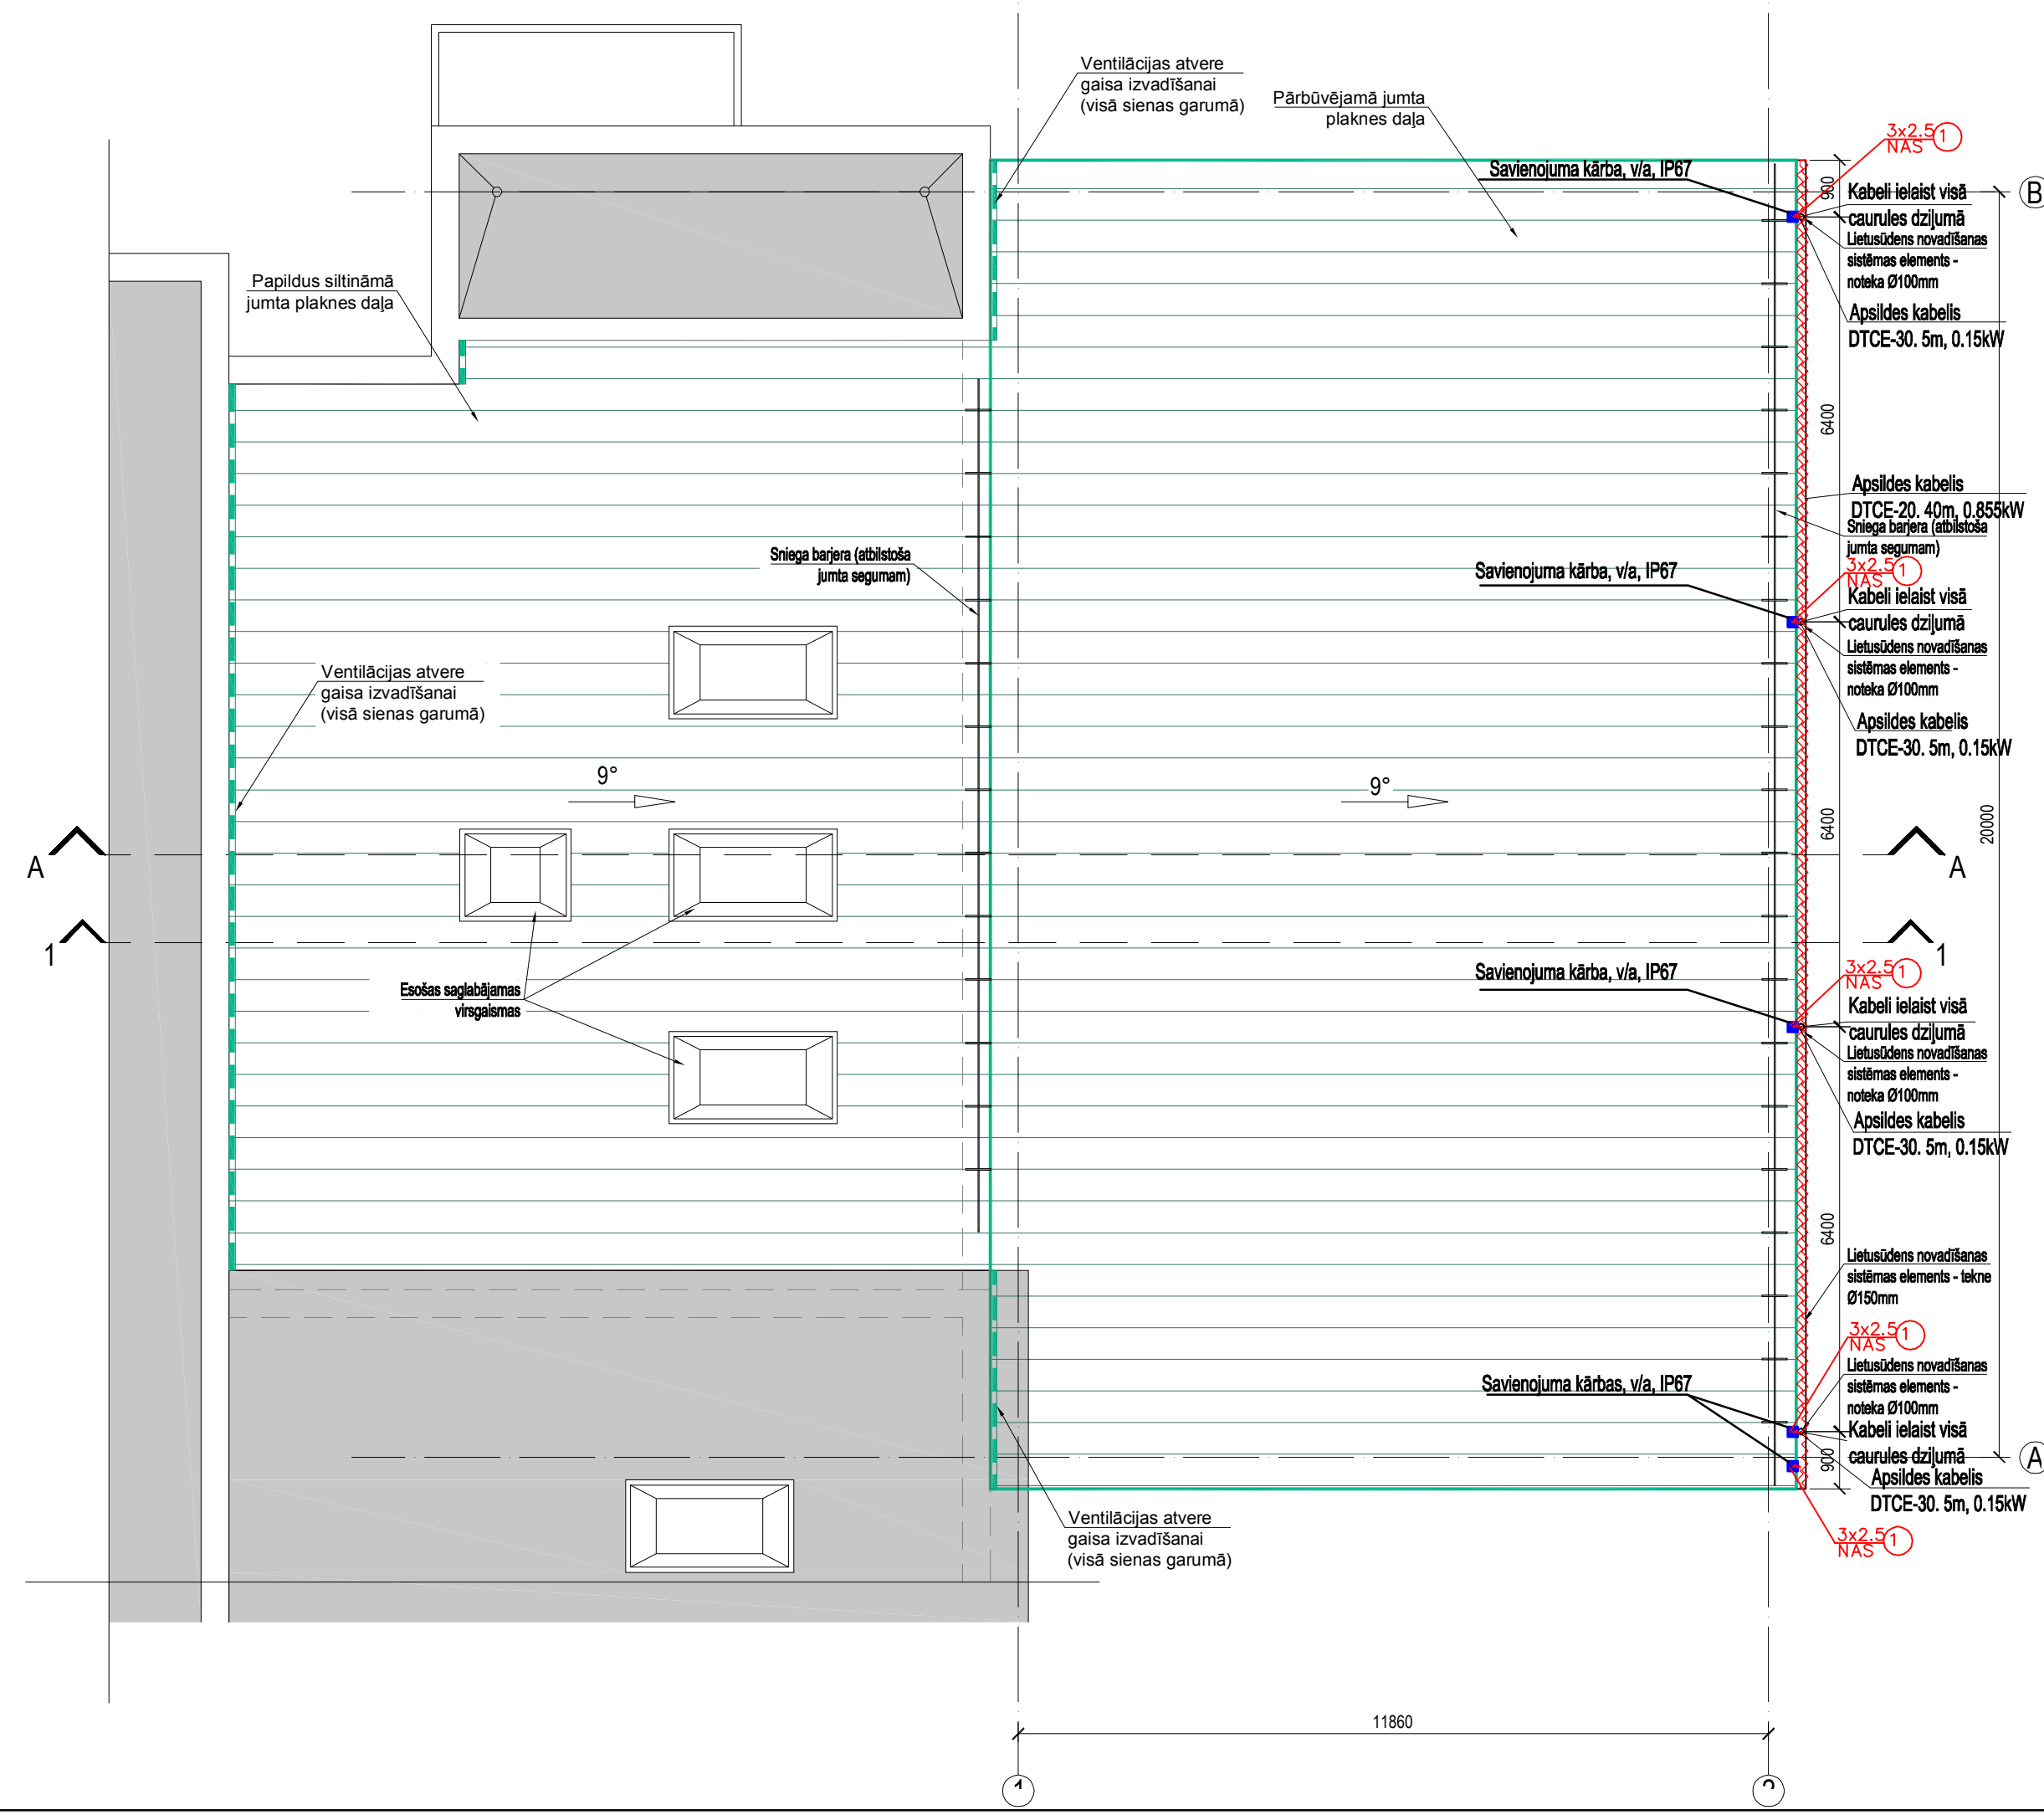 Ventilācijas atvere
gaisa izvadīšanai
(visā sienas garumā)
Pārbūvējamā jumta
plaknes daļa
3x2.5 1
NAS
Savienojuma kārba, v/a, IP67
900
Kabeli ielaist visā
caurules dziļumā
B
Lietusūdens novadīšanas
sistēmas elements -
noteka Ø100mm
Papildus siltināmā
jumta plaknes daļa
Apsildes kabelis
DTCE-30. 5m, 0.15kW
6400
Apsildes kabelis
DTCE-20. 40m, 0.855kW
Sniega barjera (atbilstoša
jumta segumam)
Sniega barjera (atbilstoša
jumta segumam)
3x2.5 1
NAS
Savienojuma kārba, v/a, IP67
Kabeli ielaist visā
caurules dziļumā
Lietusūdens novadīšanas
sistēmas elements -
noteka Ø100mm
Ventilācijas atvere
gaisa izvadīšanai
(visā sienas garumā)
Apsildes kabelis
DTCE-30. 5m, 0.15kW
9°
9°
6400
20000
A
A
1
1
Savienojuma kārba, v/a, IP67
3x2.5 1
NAS
Esošas saglabājamas
virsgaismas
Kabeli ielaist visā
caurules dziļumā
Lietusūdens novadīšanas
sistēmas elements -
noteka Ø100mm
Apsildes kabelis
DTCE-30. 5m, 0.15kW
6400
Lietusūdens novadīšanas
sistēmas elements - tekne
Ø150mm
3x2.5 1
NAS
Lietusūdens novadīšanas
sistēmas elements -
noteka Ø100mm
Savienojuma kārbas, v/a, IP67
Kabeli ielaist visā
caurules dziļumā
900
A
Apsildes kabelis
DTCE-30. 5m, 0.15kW
Ventilācijas atvere
gaisa izvadīšanai
(visā sienas garumā)
3x2.5 1
NAS
11860
1
2